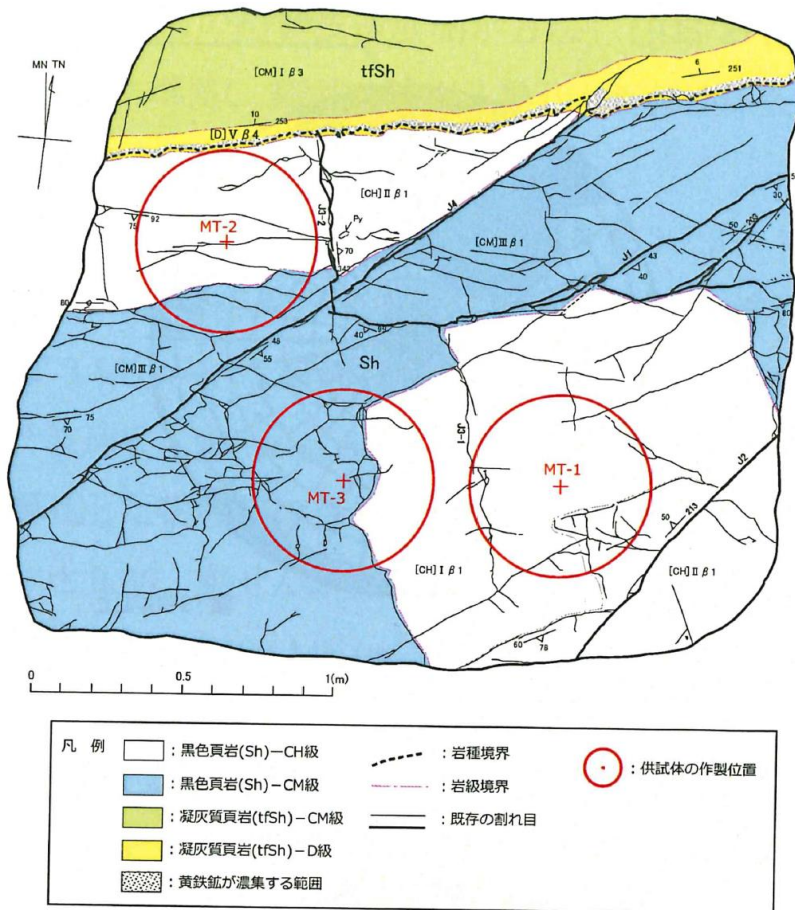 MN TN
[CM] I β3
tfSh
6
251
10
253
[D] V β4
[CH] II β1
J4
J3-2
Py
92
75
MT-2
70
42
[CM] III β1
50
30
50
200
43
J1
40
80
60
48
55
40
99
Sh
[CM] III β1
75
70
J3-1
MT-3
MT-1
J2
50
213
[CH] I β1
[CH] II β1
60
78
0 0.5 1(m)
凡 例
:黒色頁岩(Sh)-CH級
:黒色頁岩(Sh)-CM級
:凝灰質頁岩(tfSh)-CM級
:凝灰質頁岩(tfSh)-D級
:黄鉄鉱が濃集する範囲
:岩種境界
:岩級境界
:既存の割れ目
:供試体の作製位置